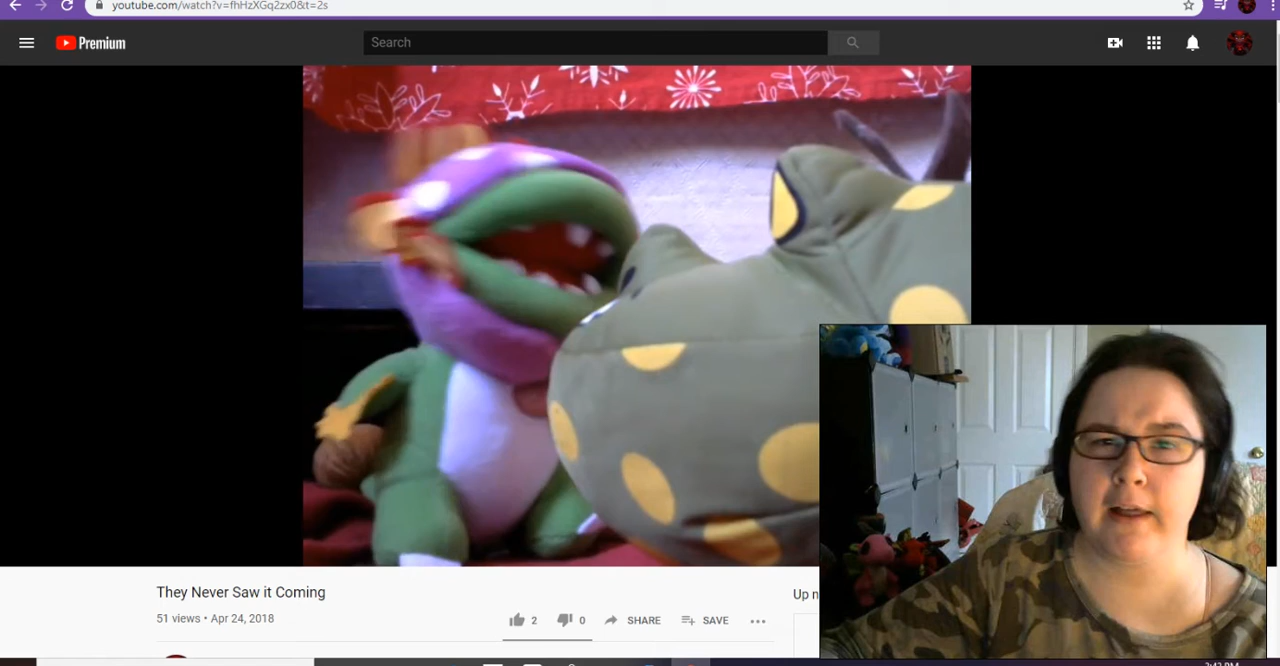 youtube.com/watch?v=fhHzXGq2zx0&t=2s
Premium
Search
They Never Saw it Coming
51 views • Apr 24, 2018
2
0
SHARE
SAVE
Up n